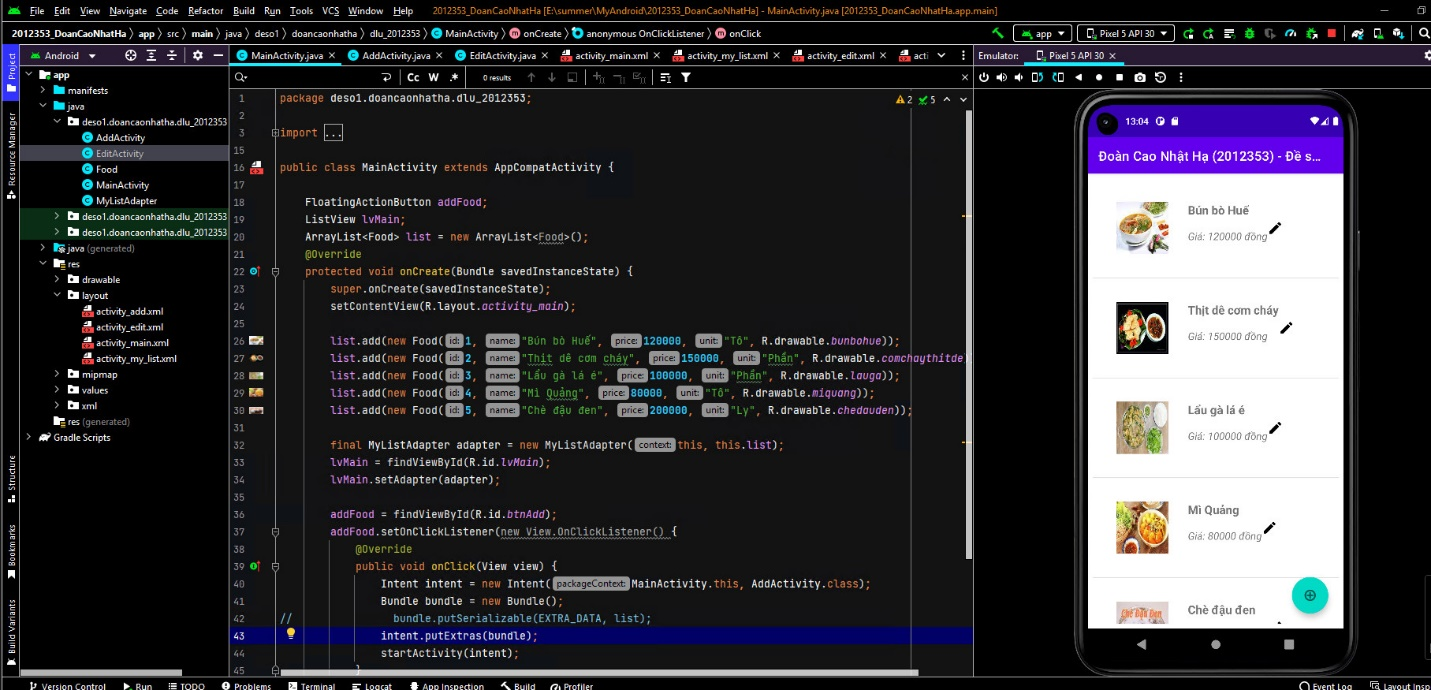 File Edit View Navigate Code Refactor Build Run Tools VCS Window Help 2012353_DoanCaoNhatHa [E:\summer\MyAndroid\2012353_DoanCaoNhatHa] - MainActivity.java [2012353_DoanCaoNhatHa.app.main]
2012353_DoanCaoNhatHa app src main java deso1 doancaonhatha dlu_2012353 MainActivity onCreate anonymous OnClickListener onClick app Pixel 5 API 30
Android MainActivity.java AddActivity.java EditActivity.java activity_main.xml activity_my_list.xml activity_edit.xml acti Emulator: Pixel 5 API 30
Cc W .* 0 results
Project
Resource Manager
Structure
Bookmarks
Build Variants
app
manifests
java
deso1.doancaonhatha.dlu_2012353
AddActivity
EditActivity
Food
MainActivity
MyListAdapter
deso1.doancaonhatha.dlu_2012353
deso1.doancaonhatha.dlu_2012353
java (generated)
res
drawable
layout
activity_add.xml
activity_edit.xml
activity_main.xml
activity_my_list.xml
mipmap
values
xml
res (generated)
Gradle Scripts
2 5
1 package deso1.doancaonhatha.dlu_2012353;
2
3 import ...
15
16 public class MainActivity extends AppCompatActivity {
17
18 FloatingActionButton addFood;
19 ListView lvMain;
20 ArrayList<Food> list = new ArrayList<Food>();
21 @Override
22 protected void onCreate(Bundle savedInstanceState) {
23 super.onCreate(savedInstanceState);
24 setContentView(R.layout.activity_main);
25
26 list.add(new Food( id: 1, name: "Bún bò Huế", price: 120000, unit: "Tô", R.drawable.bunbohue));
27 list.add(new Food( id: 2, name: "Thịt dê cơm cháy", price: 150000, unit: "Phần", R.drawable.comchaythitde)
28 list.add(new Food( id: 3, name: "Lẩu gà lá é", price: 100000, unit: "Phần", R.drawable.lauga));
29 list.add(new Food( id: 4, name: "Mì Quảng", price: 80000, unit: "Tô", R.drawable.miquang));
30 list.add(new Food( id: 5, name: "Chè đậu đen", price: 200000, unit: "Ly", R.drawable.chedauden));
31
32 final MyListAdapter adapter = new MyListAdapter( context: this, this.list);
33 lvMain = findViewById(R.id.lvMain);
34 lvMain.setAdapter(adapter);
35
36 addFood = findViewById(R.id.btnAdd);
37 addFood.setOnClickListener(new View.OnClickListener() {
38 @Override
39 public void onClick(View view) {
40 Intent intent = new Intent( packageContext: MainActivity.this, AddActivity.class);
41 Bundle bundle = new Bundle();
42 // bundle.putSerializable(EXTRA_DATA, list);
43 intent.putExtras(bundle);
44 startActivity(intent);
45 }
13:04
Đoàn Cao Nhật Hạ (2012353) - Đề s...
Bún bò Huế
Giá: 120000 đồng
Thịt dê cơm cháy
Giá: 150000 đồng
Lẩu gà lá é
Giá: 100000 đồng
Mì Quảng
Giá: 80000 đồng
Chè Đậu Đen
Chè đậu đen
Version Control Run TODO Problems Terminal Logcat App Inspection Build Profiler Event Log Layout Insp